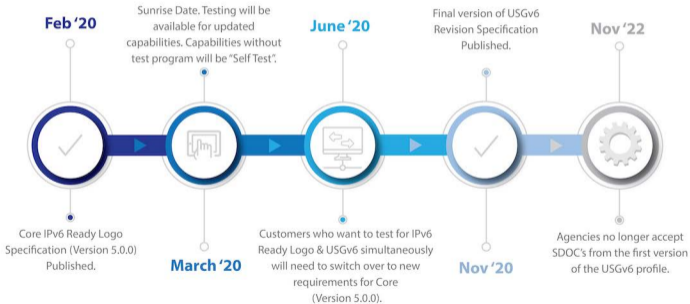 Feb ‘20
Core IPv6 Ready Logo
Specification (Version 5.0.0)
Published.
Sunrise Date. Testing will be
available for updated
capabilities. Capabilities without
test program will be “Self Test”.
March ‘20
June ‘20
Customers who want to test for IPv6
Ready Logo & USGv6 simultaneously
will need to switch over to new
requirements for Core
(Version 5.0.0).
Final version of USGv6
Revision Specification
Published.
Nov ‘20
Nov ‘22
Agencies no longer accept
SDOC’s from the first version
of the USGv6 profile.